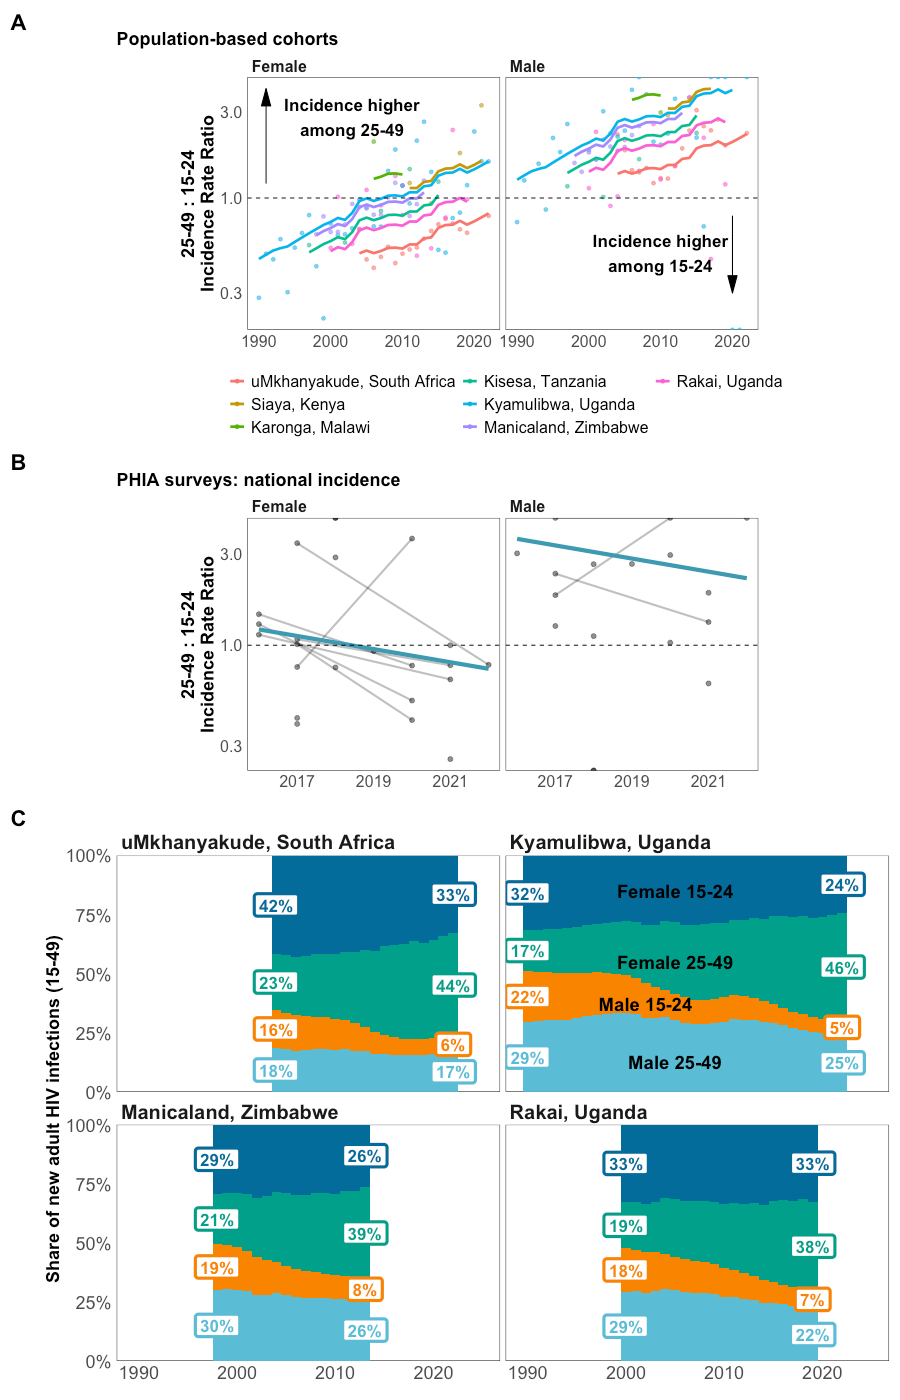 A
Population-based cohorts
Female
Male
25-49 : 15-24
Incidence Rate Ratio
3.0
1.0
0.3
Incidence higher
among 25-49
Incidence higher
among 15-24
1990
2000
2010
2020
1990
2000
2010
2020
uMkhanyakude, South Africa
Kisesa, Tanzania
Rakai, Uganda
Siaya, Kenya
Kyamulibwa, Uganda
Karonga, Malawi
Manicaland, Zimbabwe
B
PHIA surveys: national incidence
Female
Male
25-49 : 15-24
Incidence Rate Ratio
3.0
1.0
0.3
2017
2019
2021
2017
2019
2021
C
Share of new adult HIV infections (15-49)
uMkhanyakude, South Africa
100%
75%
50%
25%
0%
42%
33%
23%
44%
16%
6%
18%
17%
Kyamulibwa, Uganda
32%
Female 15-24
24%
17%
Female 25-49
46%
22%
Male 15-24
5%
29%
Male 25-49
25%
Manicaland, Zimbabwe
100%
75%
50%
25%
0%
29%
26%
21%
39%
19%
8%
30%
26%
1990
2000
2010
2020
Rakai, Uganda
33%
33%
19%
38%
18%
7%
29%
22%
1990
2000
2010
2020